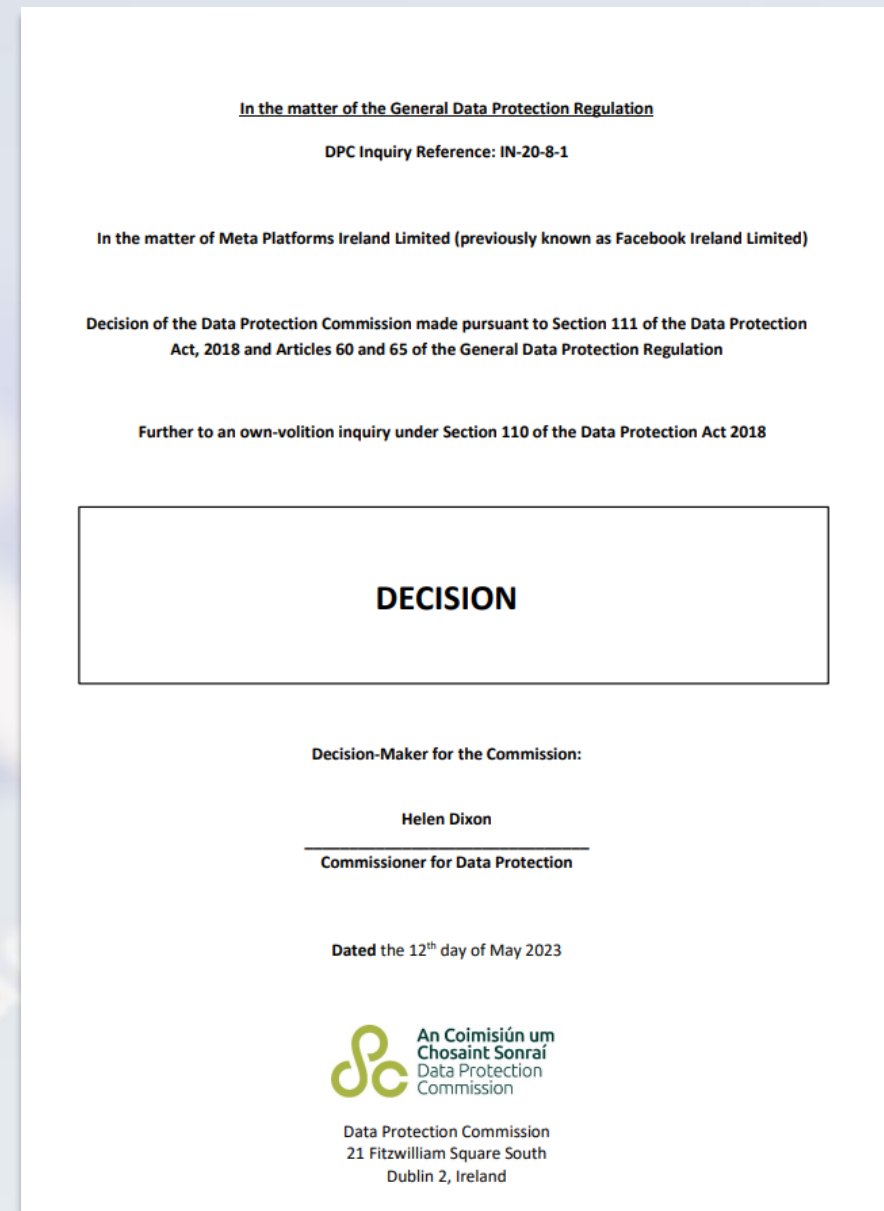 In the matter of the General Data Protection Regulation
DPC Inquiry Reference: IN-20-8-1
In the matter of Meta Platforms Ireland Limited (previously known as Facebook Ireland Limited)
Decision of the Data Protection Commission made pursuant to Section 111 of the Data Protection
Act, 2018 and Articles 60 and 65 of the General Data Protection Regulation
Further to an own-volition inquiry under Section 110 of the Data Protection Act 2018
DECISION
Decision-Maker for the Commission:
Helen Dixon
Commissioner for Data Protection
Dated the 12th day of May 2023
An Coimisiún um
Chosaint Sonraí
Data Protection
Commission
Data Protection Commission
21 Fitzwilliam Square South
Dublin 2, Ireland